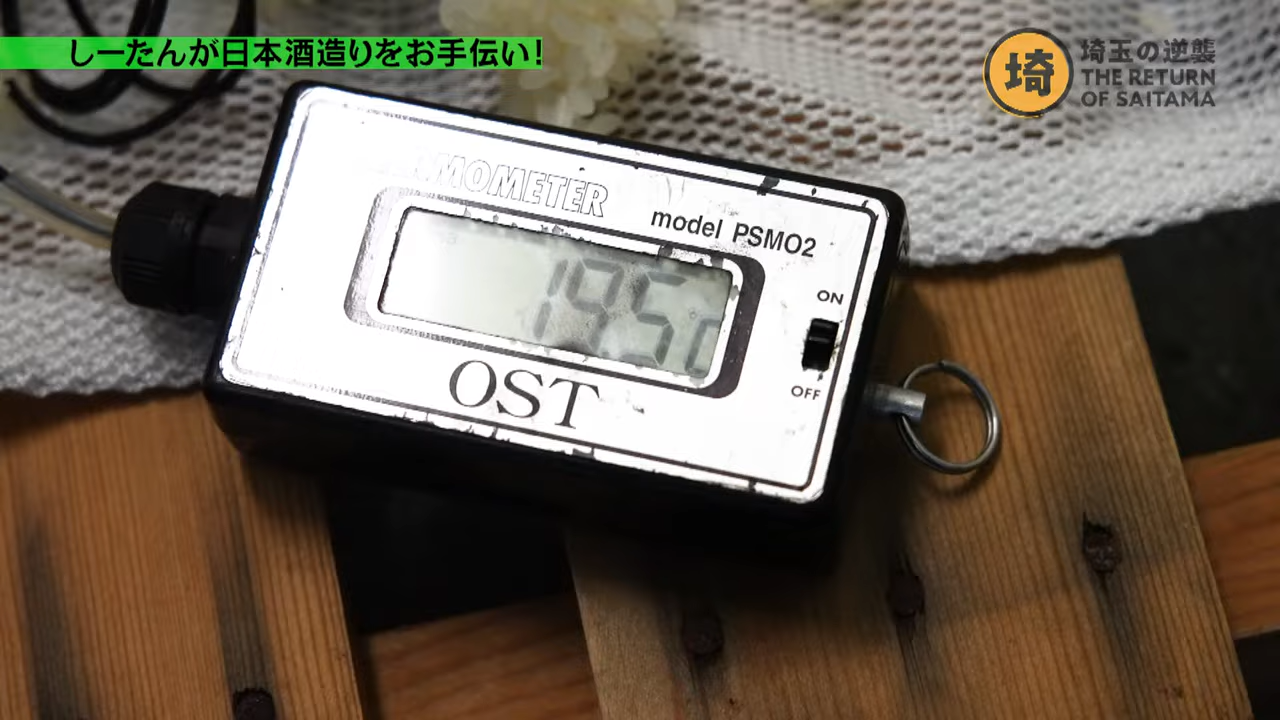 しーたんが日本酒造りをお手伝い!
埼
埼玉の逆襲
THE RETURN
OF SAITAMA
MOMETER
model PSMO2
ON
19.5c
OFF
OST